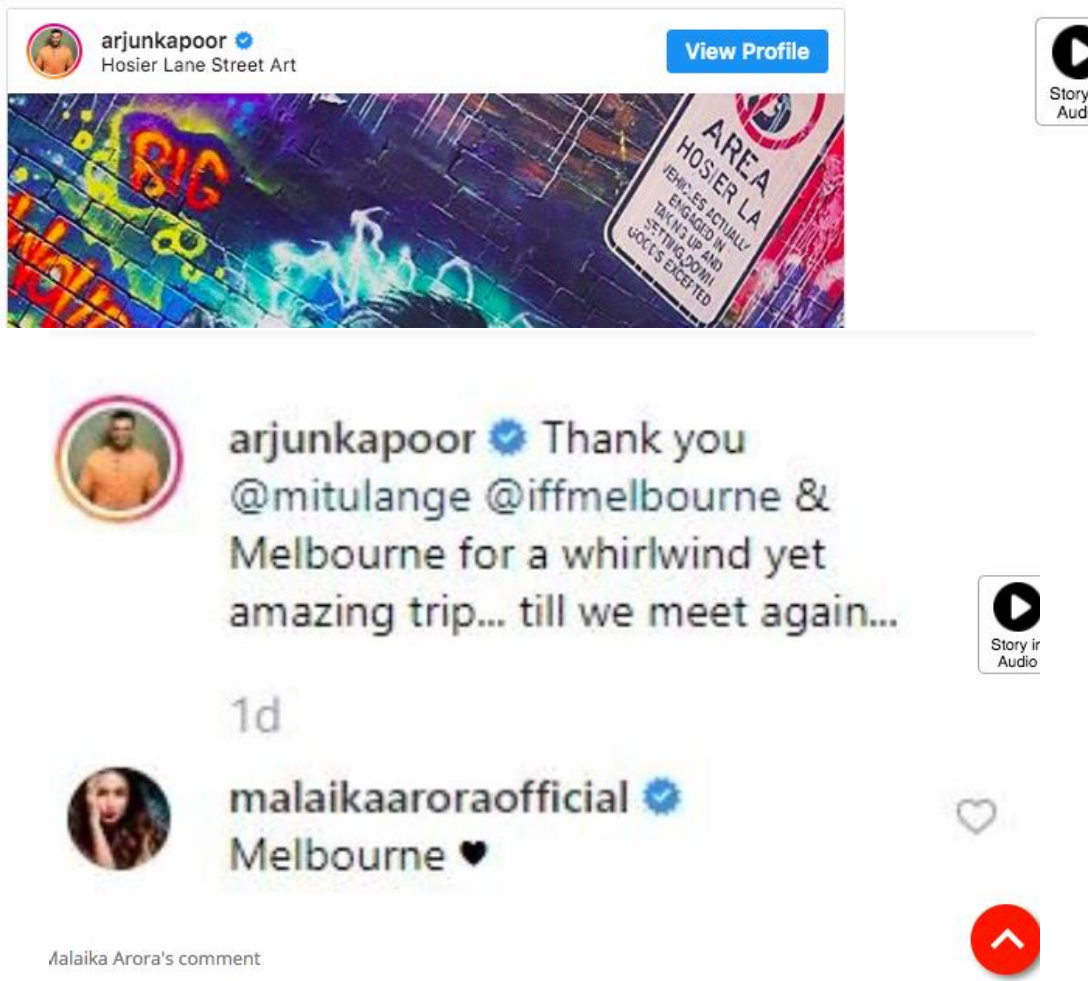 arjunkapoor
Hosier Lane Street Art
View Profile
BIG
AREA
HOSIER LA
VEHICLES ACTUALLY
ENGAGED IN
TAKING UP AND
SETTING DOWN
GOODS EXCEPTED
Story
Aud
arjunkapoor Thank you
@mitulange @iffmelbourne &
Melbourne for a whirlwind yet
amazing trip... till we meet again...
Story in
Audio
1d
malaikaaroraofficial
Melbourne ♥
Malaika Arora's comment